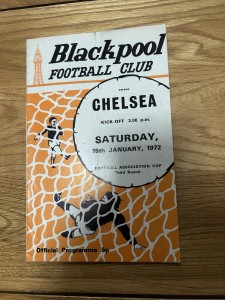 Blackpool
FOOTBALL CLUB
versus
CHELSEA
KICK-OFF 3.00 p.m.
SATURDAY,
15th JANUARY, 1972
FOOTBALL ASSOCIATION CUP
Third Round
Official Programme 5p